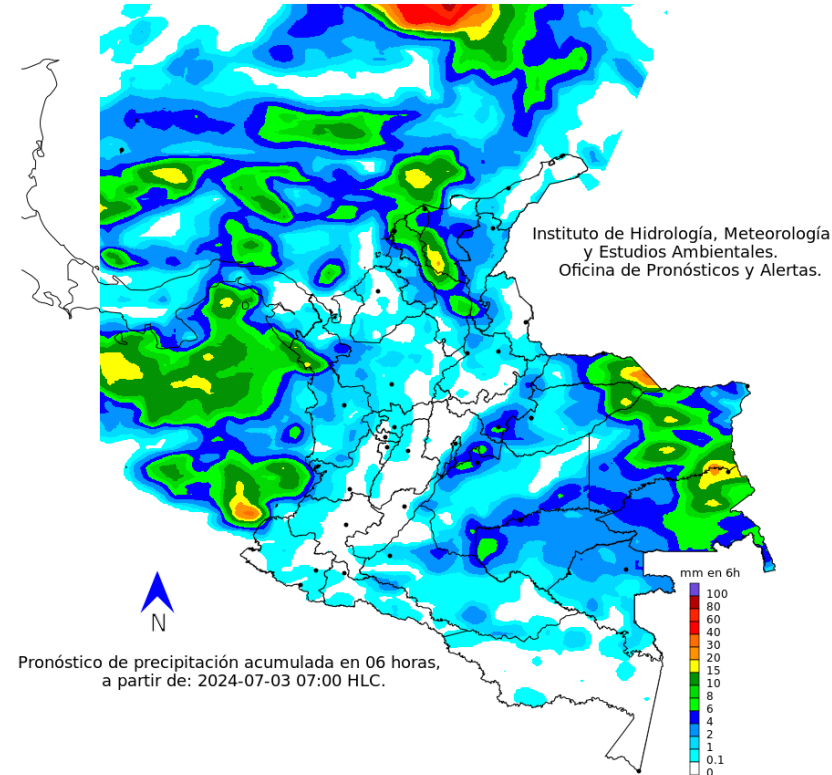 Instituto de Hidrología, Meteorología
y Estudios Ambientales.
Oficina de Pronósticos y Alertas.
mm en 6h
100
80
60
40
30
20
15
10
8
6
4
2
1
0.1
0
N
Pronóstico de precipitación acumulada en 06 horas,
a partir de: 2024-07-03 07:00 HLC.